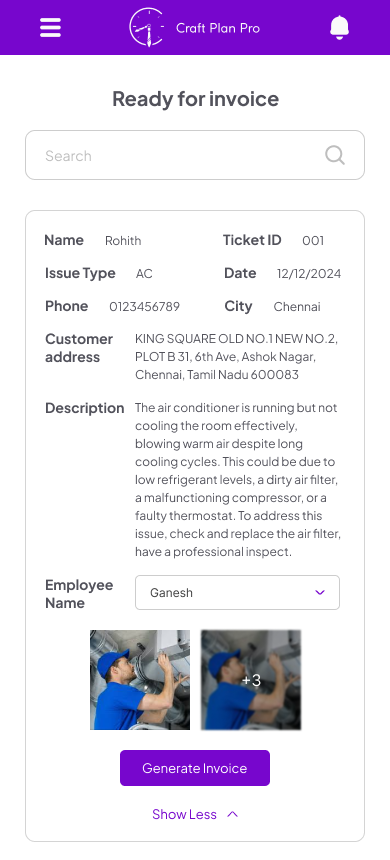 Craft Plan Pro
Ready for invoice
Search
Name Rohith Ticket ID 001
Issue Type AC Date 12/12/2024
Phone 0123456789 City Chennai
Customer address KING SQUARE OLD NO.1 NEW NO.2,
PLOT B 31, 6th Ave, Ashok Nagar,
Chennai, Tamil Nadu 600083
Description The air conditioner is running but not
cooling the room effectively,
blowing warm air despite long
cooling cycles. This could be due to
low refrigerant levels, a dirty air filter,
a malfunctioning compressor, or a
faulty thermostat. To address this
issue, check and replace the air filter,
have a professional inspect.
Employee
Name
Ganesh
+3
Generate Invoice
Show Less